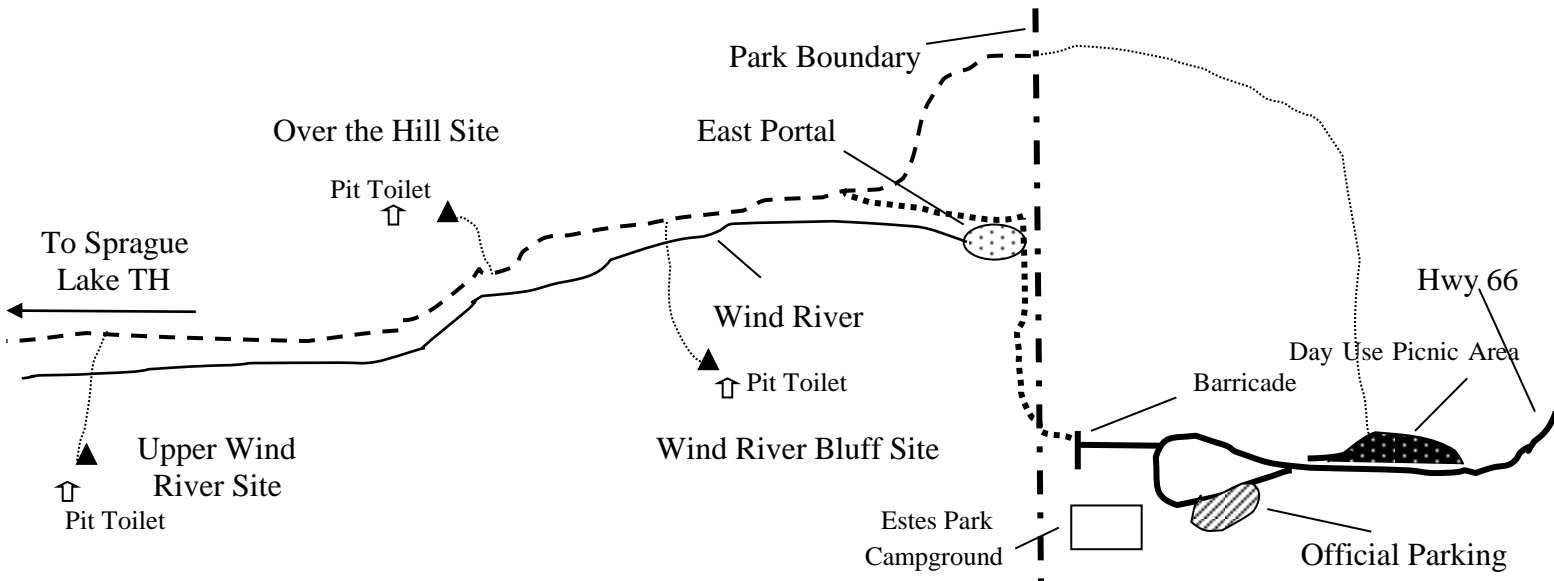 Park Boundary
Over the Hill Site
East Portal
Pit Toilet
To Sprague
Lake TH
Hwy 66
Wind River
Day Use Picnic Area
Pit Toilet
Barricade
Upper Wind
River Site
Wind River Bluff Site
Pit Toilet
Estes Park
Campground
Official Parking